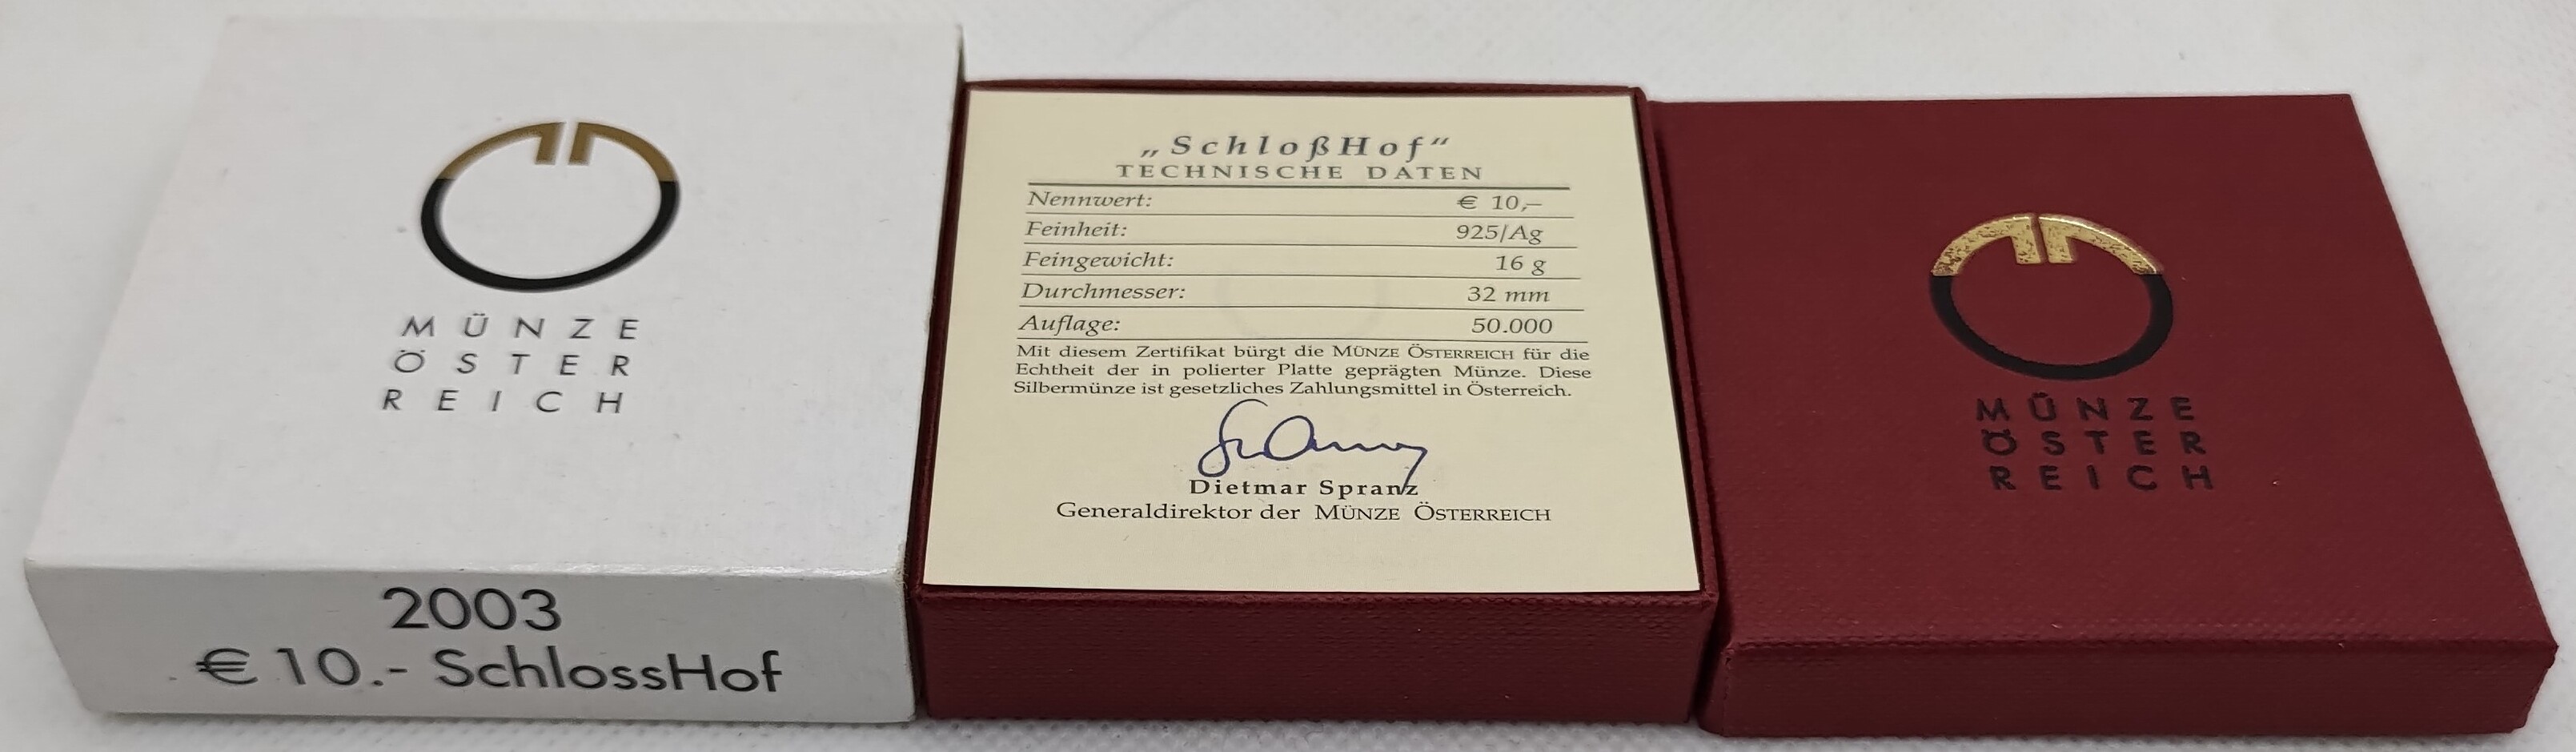 MÜNZE
ÖSTER
REICH
2003
€ 10.- SchlossHof
„SchloßHof“
TECHNISCHE DATEN
Nennwert: € 10,–
Feinheit: 925/Ag
Feingewicht: 16 g
Durchmesser: 32 mm
Auflage: 50.000
Mit diesem Zertifikat bürgt die MÜNZE ÖSTERREICH für die
Echtheit der in polierter Platte geprägten Münze. Diese
Silbermünze ist gesetzliches Zahlungsmittel in Österreich.
Dietmar Spranz
Generaldirektor der MÜNZE ÖSTERREICH
MÜNZE
ÖSTER
REICH